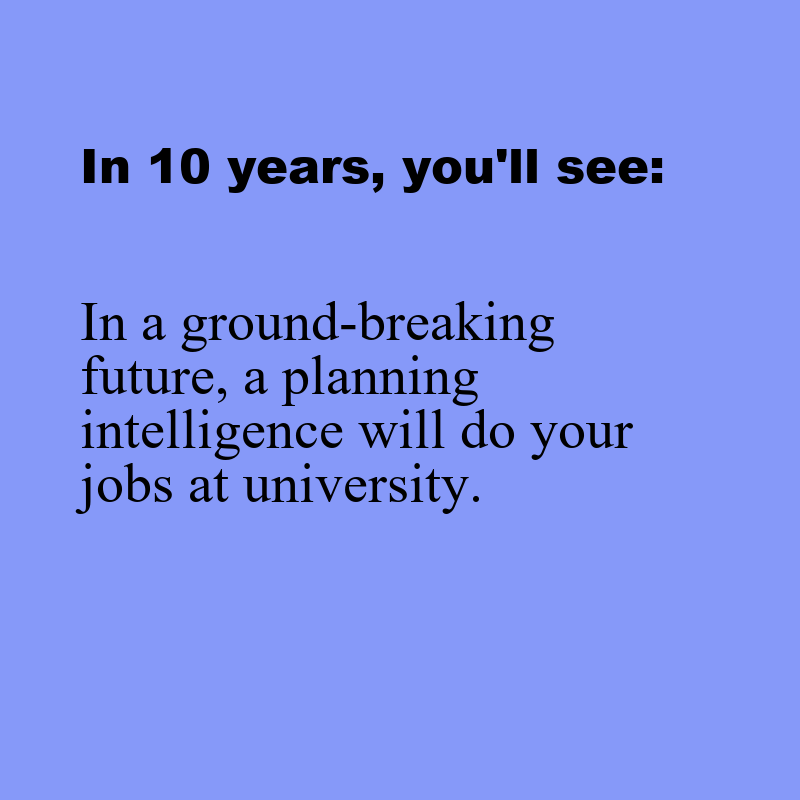 In 10 years, you'll see:
In a ground-breaking
future, a planning
intelligence will do your
jobs at university.